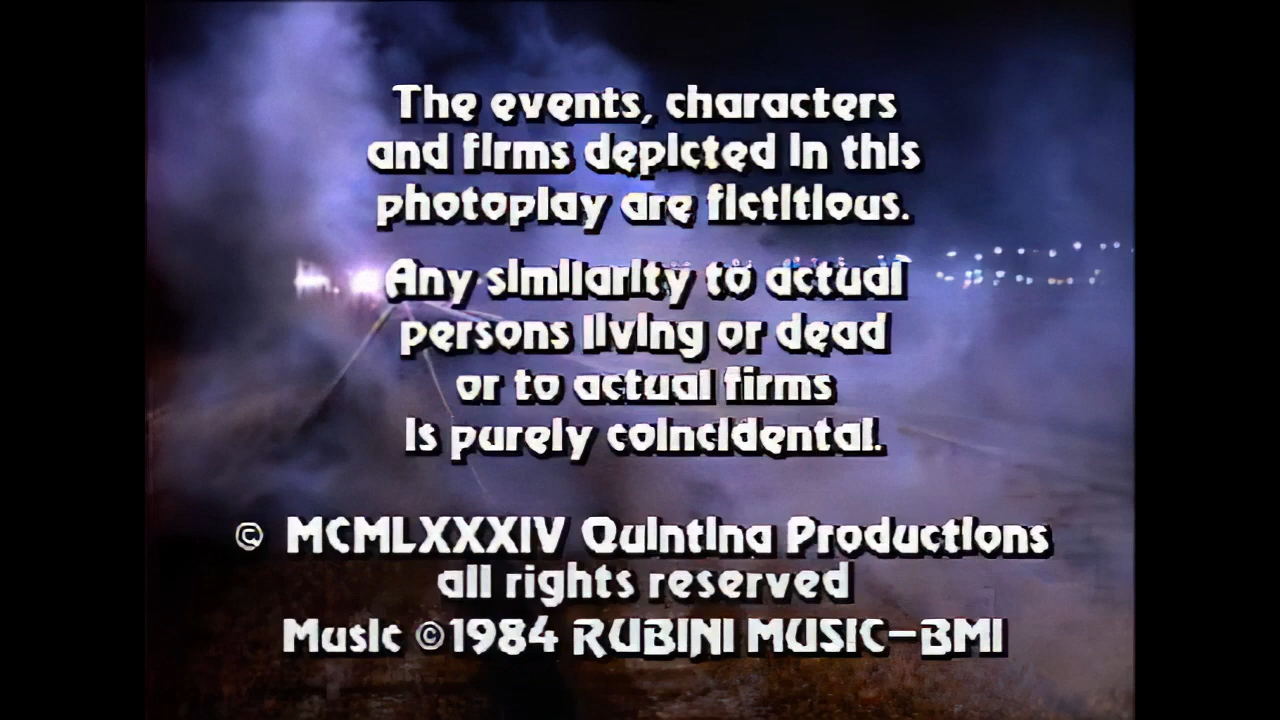 The events, characters
and firms depicted in this
photoplay are fictitious.
Any similarity to actual
persons living or dead
or to actual firms
is purely coincidental.
© MCMLXXXIV Quintina Productions
all rights reserved
Music ©1984 RUBINI MUSIC-BMI